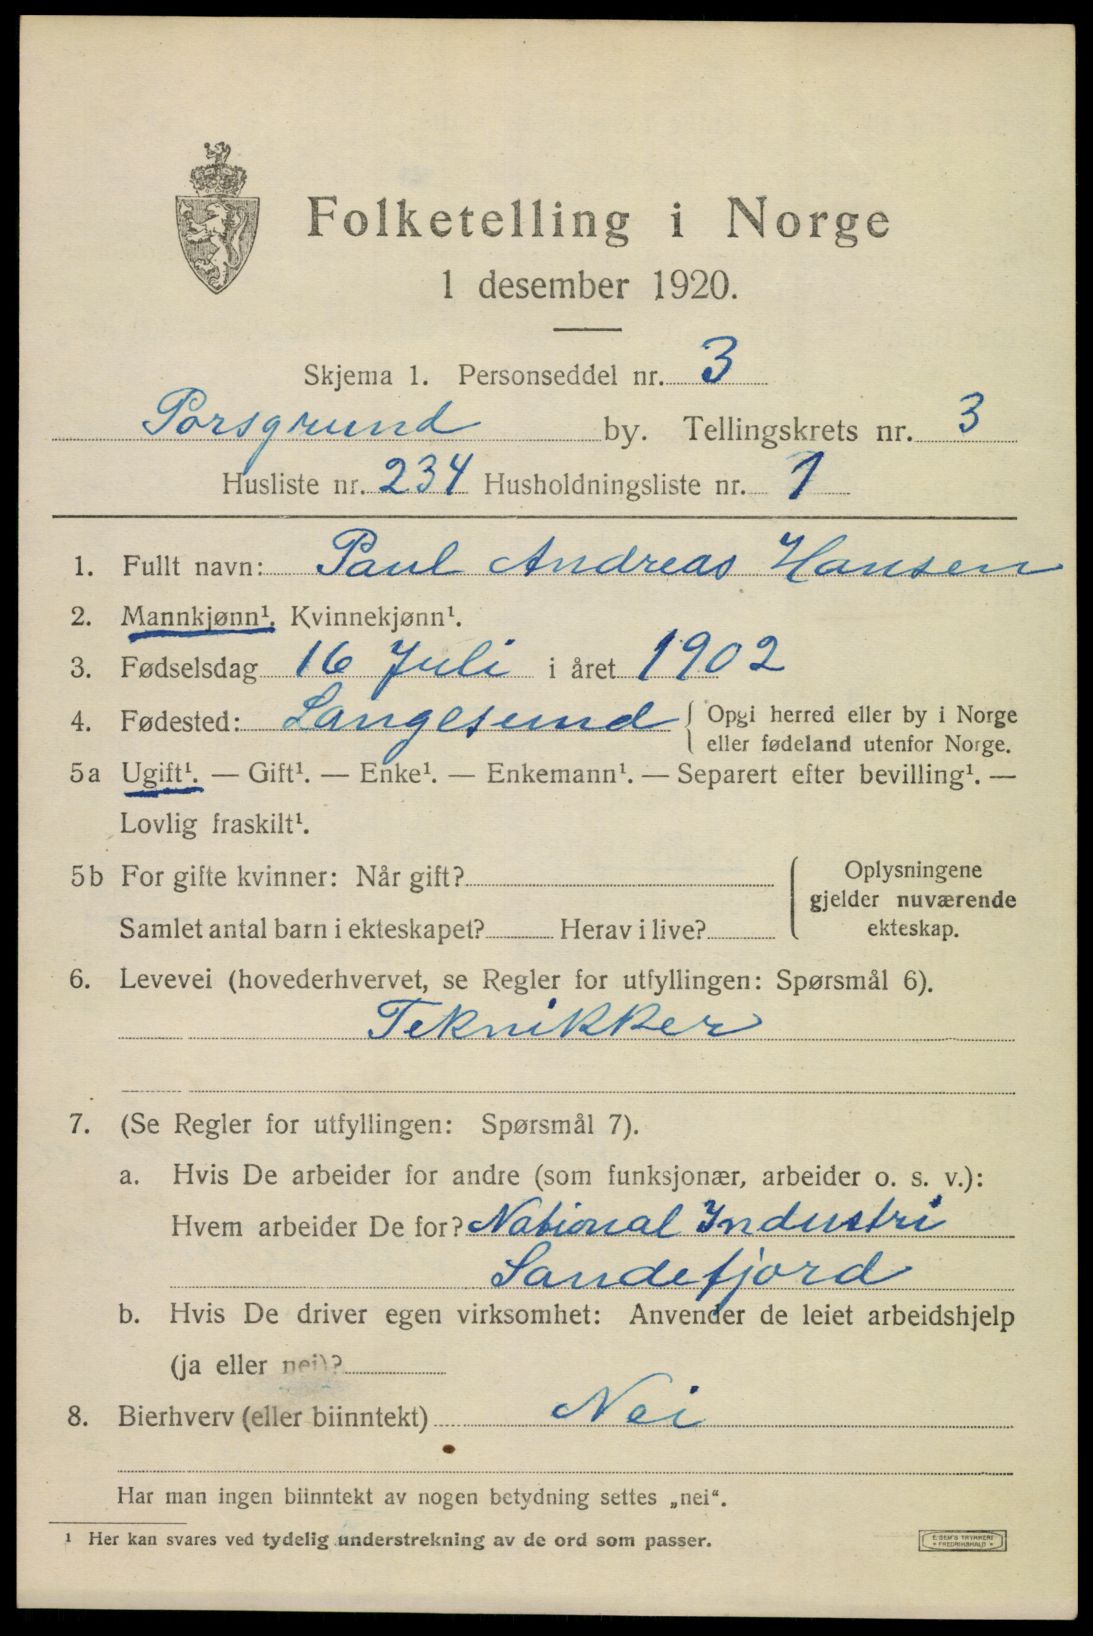 Folketelling i Norge
1 desember 1920.
Skjema 1. Personseddel nr. 3
Porsgrund by. Tellingskrets nr. 3
Husliste nr. 234 Husholdningsliste nr. 1
1. Fullt navn: Paul Andreas Hansen
2. Mannkjønn¹. Kvinnekjønn¹.
3. Fødselsdag 16 Juli i året 1902
4. Fødested: Langesund { Opgi herred eller by i Norge
eller fødeland utenfor Norge.
5a Ugift¹. — Gift¹. — Enke¹. — Enkemann¹. — Separert efter bevilling¹. —
Lovlig fraskilt¹.
5b For gifte kvinner: Når gift? { Oplysningene
gjelder nuværende
Samlet antal barn i ekteskapet? Herav i live? ekteskap.
6. Levevei (hovederhvervet, se Regler for utfyllingen: Spørsmål 6).
Teknikker
7. (Se Regler for utfyllingen: Spørsmål 7).
a. Hvis De arbeider for andre (som funksjonær, arbeider o. s. v.):
Hvem arbeider De for? National Industri
Sandefjord
b. Hvis De driver egen virksomhet: Anvender de leiet arbeidshjelp
(ja eller nei)?
8. Bierhverv (eller biinntekt) Nei
Har man ingen biinntekt av nogen betydning settes „nei“.
¹ Her kan svares ved tydelig understrekning av de ord som passer.
E. SEM'S TRYKKERI
• FREDRIKSHALD •